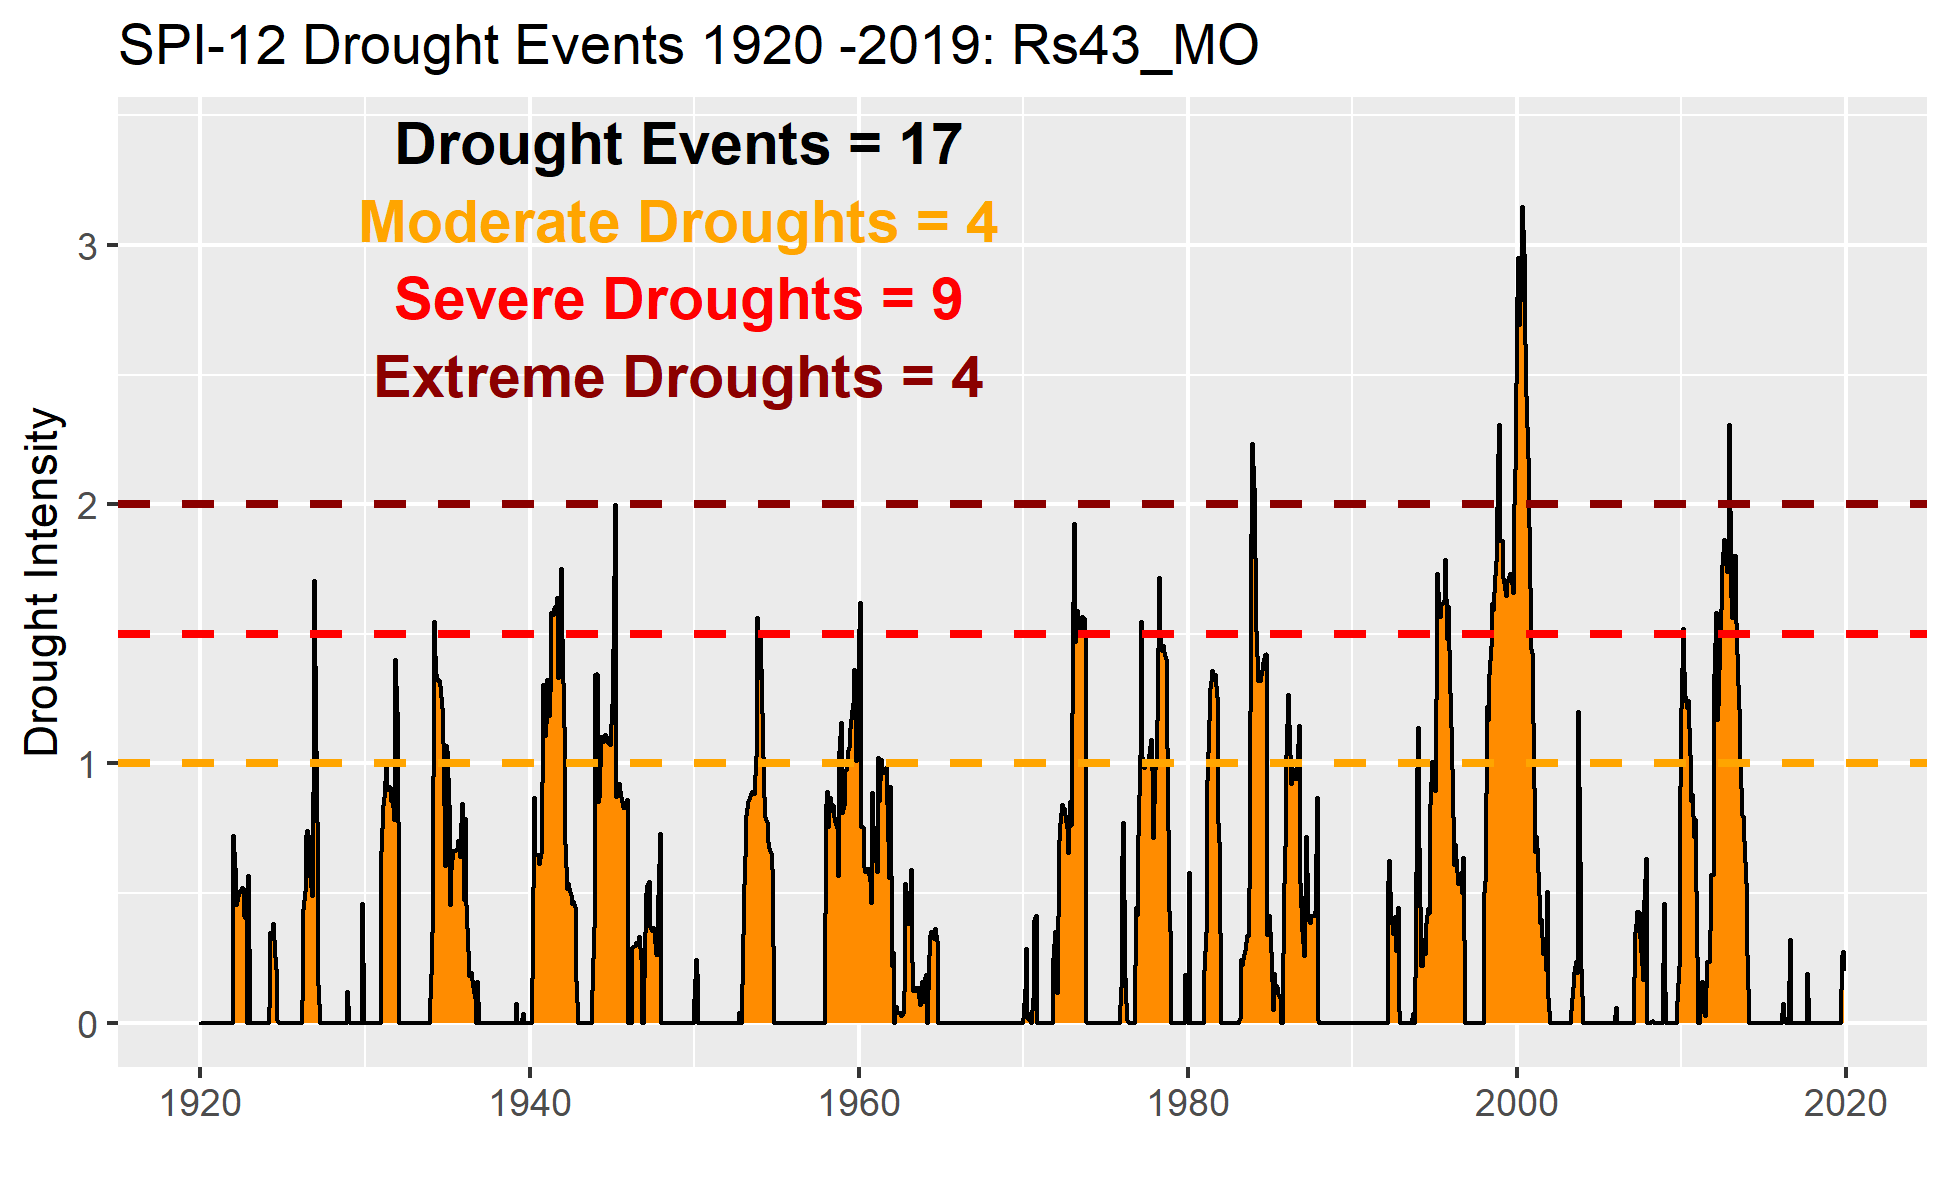 SPI-12 Drought Events 1920 -2019: Rs43_MO
Drought Events = 17
Moderate Droughts = 4
Severe Droughts = 9
Extreme Droughts = 4
Drought Intensity
3
2
1
0
1920 1940 1960 1980 2000 2020